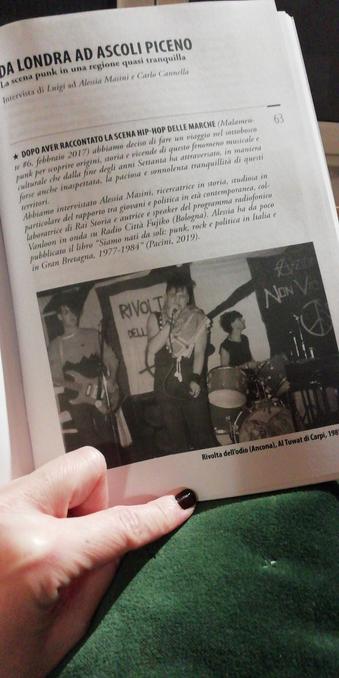 DA LONDRA AD ASCOLI PICENO
La scena punk in una regione quasi tranquilla
Intervista di Luigi ad Alessia Masini e Carlo Cannella
63
★ DOPO AVER RACCONTATO LA SCENA HIP-HOP DELLE MARCHE (Malamen-
te #6, febbraio 2017) abbiamo deciso di fare un viaggio nel sottobosco
punk per scoprire origini, storia e vicende di questo fenomeno musicale e
culturale che dalla fine degli anni Settanta ha attraversato, in maniera
forse anche inaspettata, la paciosa e sonnolenta tranquillità di questi
territori.
Abbiamo intervistato Alessia Masini, ricercatrice in storia, studiosa in
particolare del rapporto tra giovani e politica in età contemporanea, col-
laboratrice di Rai Storia e autrice e speaker del programma radiofonico
Vanloon in onda su Radio Città Fujiko (Bologna). Alessia ha da poco
pubblicato il libro "Siamo nati da soli: punk, rock e politica in Italia e
in Gran Bretagna, 1977-1984" (Pacini, 2019).
RIVOLT
DELL
NON VIO
Rivolta dell'odio (Ancona), Al Tuwat di Carpi, 198